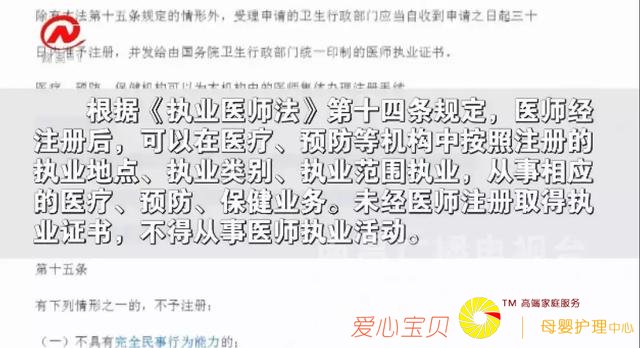 除有本法第十五条规定的情形外，受理申请的卫生行政部门应当自收到申请之日起三十
日内准予注册，并发给由国务院卫生行政部门统一印制的医师执业证书。
医疗、预防、保健机构可以为本机构中的医师集体办理注册手续。
根据《执业医师法》第十四条规定，医师经
注册后，可以在医疗、预防等机构中按照注册的
执业地点、执业类别、执业范围执业，从事相应
的医疗、预防、保健业务。未经医师注册取得执
业证书，不得从事医师执业活动。
第十五条
有下列情形之一的，不予注册：
（一）不具有完全民事行为能力的；
爱心宝贝
TM 高端家庭服务
母婴护理中心